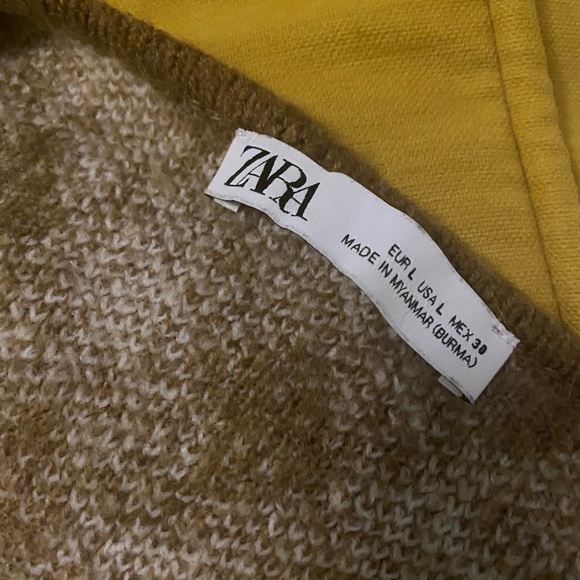 ZARA
EUR L USA L MEX 30
MADE IN MYANMAR (BURMA)